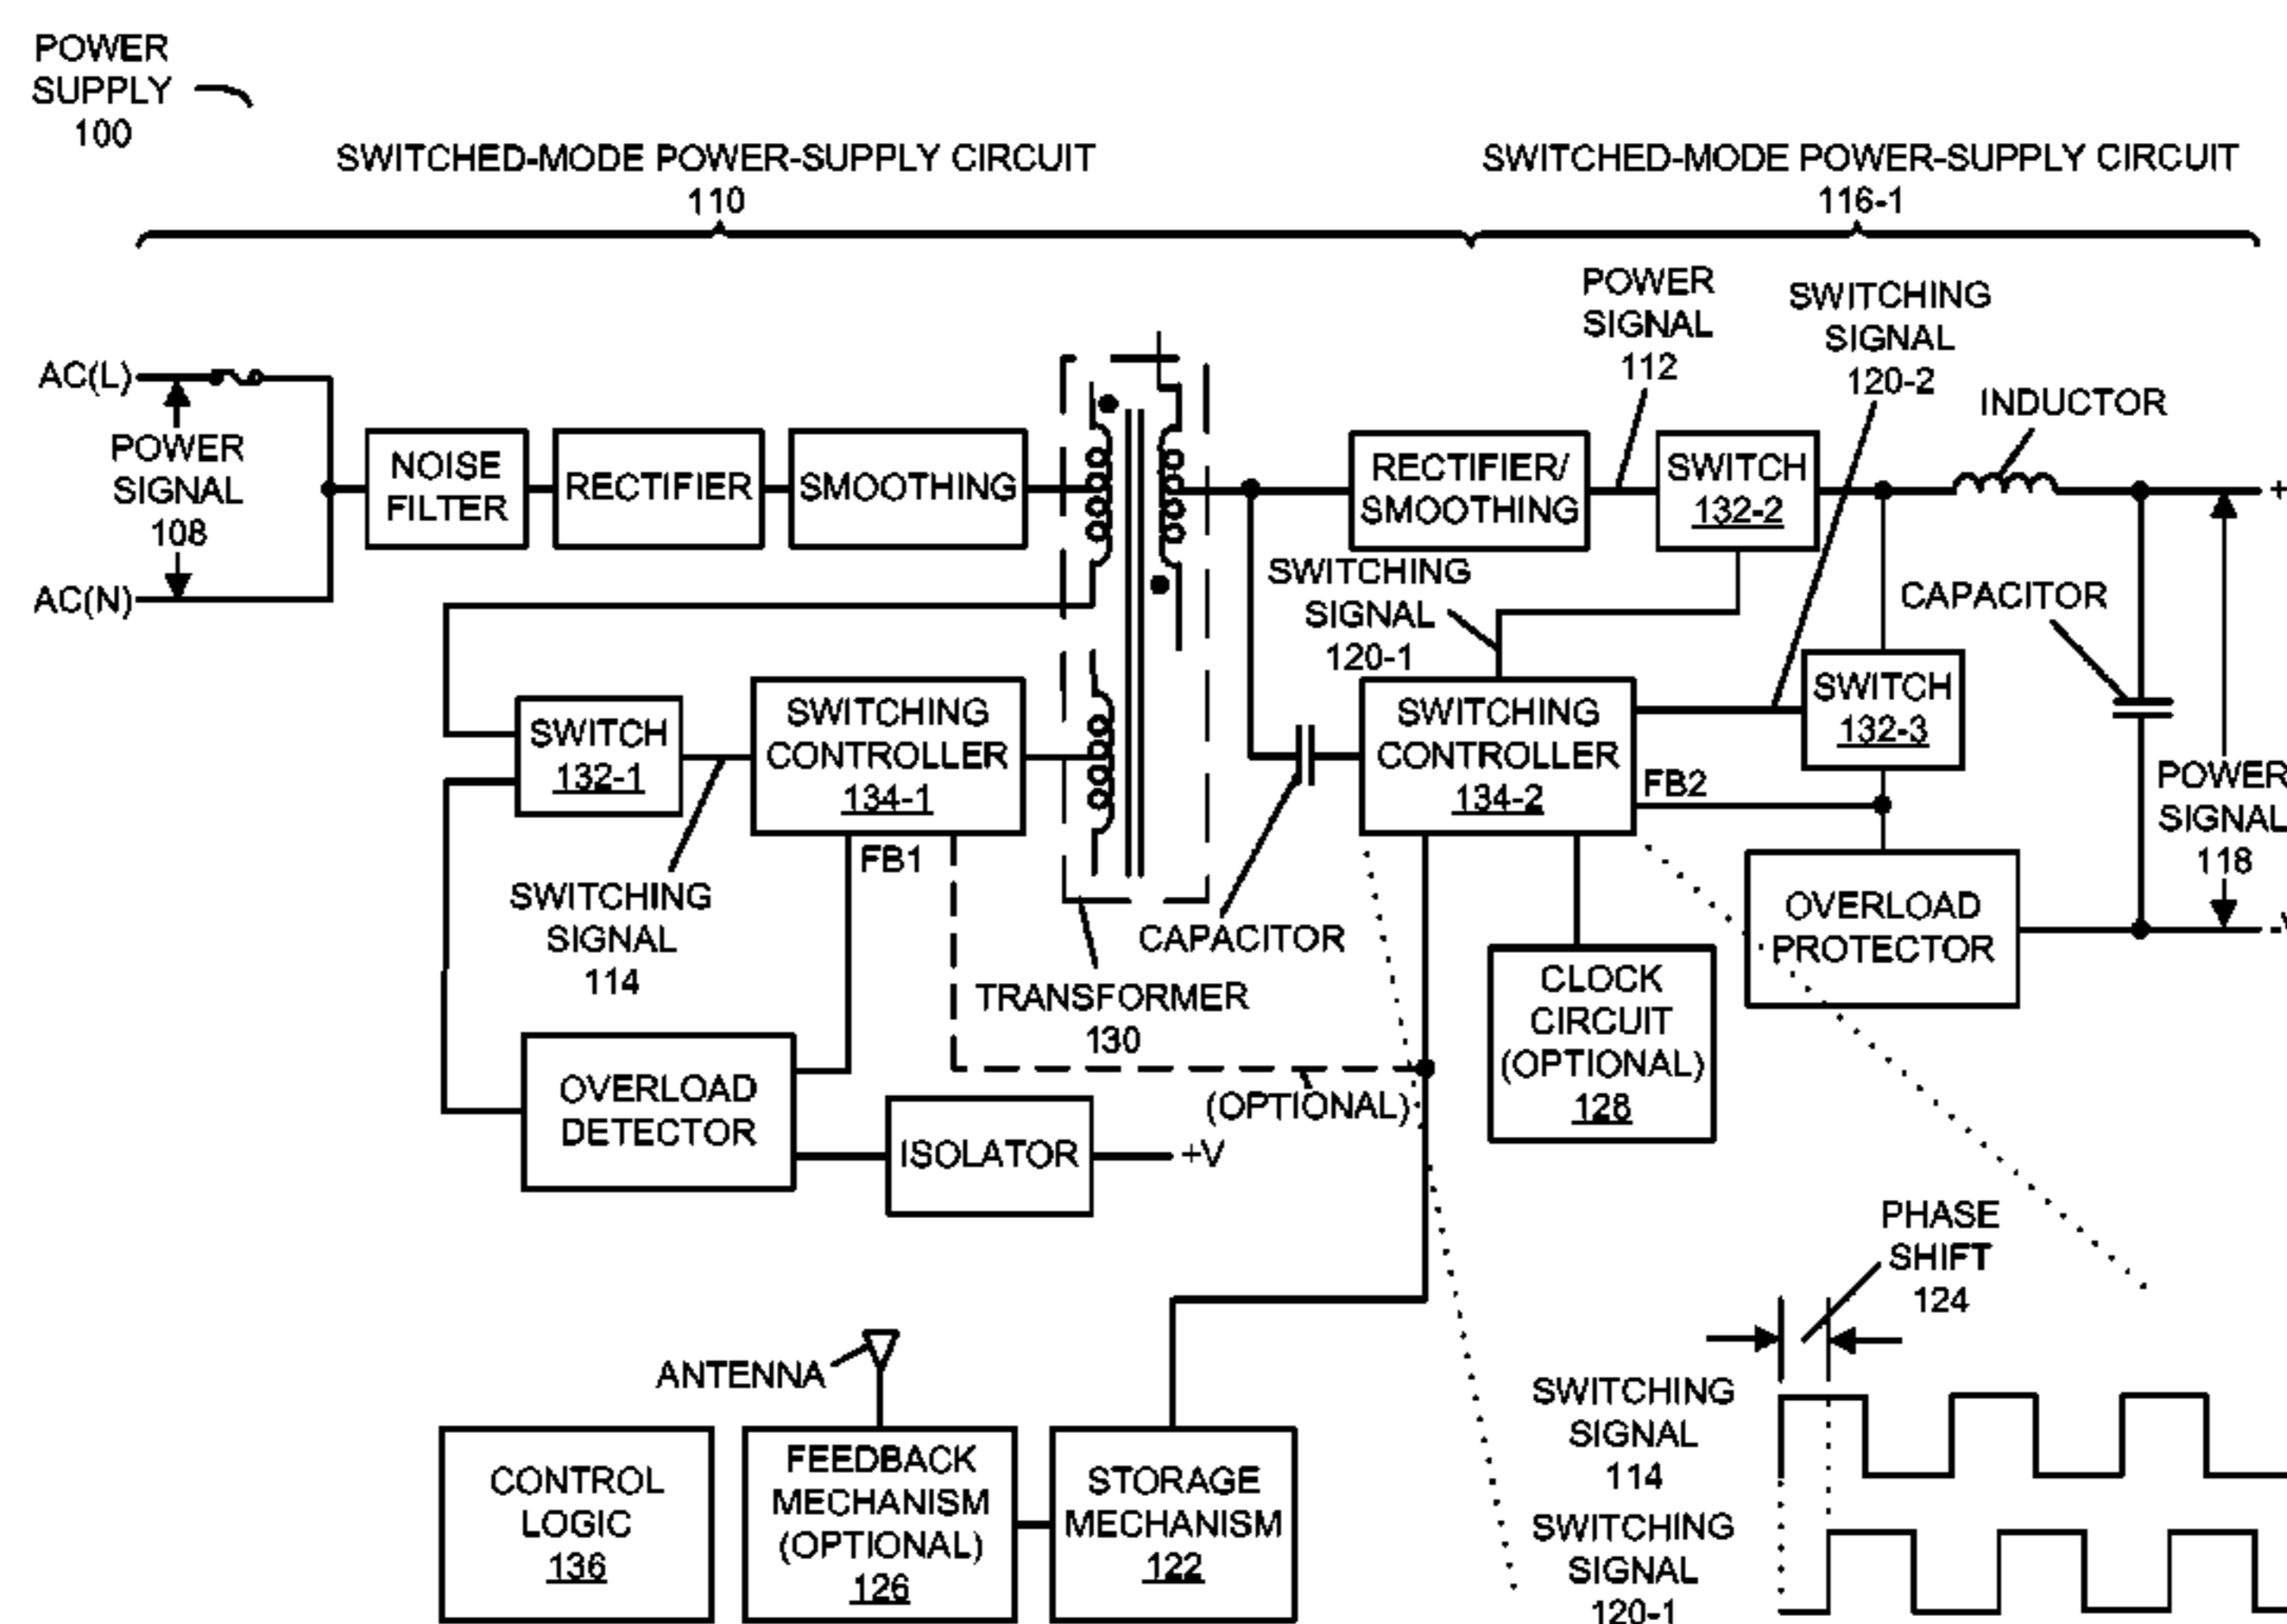 POWER
SUPPLY
100
SWITCHED-MODE POWER-SUPPLY CIRCUIT
110
SWITCHED-MODE POWER-SUPPLY CIRCUIT
116-1
POWER
SIGNAL
112
SWITCHING
SIGNAL
120-2
INDUCTOR
AC(L)
POWER
SIGNAL
108
AC(N)
NOISE
FILTER
RECTIFIER
SMOOTHING
RECTIFIER/
SMOOTHING
SWITCH
132-2
+
SWITCHING
SIGNAL
120-1
CAPACITOR
SWITCH
132-1
SWITCHING
CONTROLLER
134-1
SWITCHING
CONTROLLER
134-2
SWITCH
132-3
FB2
POWER
SIGNAL
118
FB1
SWITCHING
SIGNAL
114
CAPACITOR
TRANSFORMER
130
OVERLOAD
PROTECTOR
-V
CLOCK
CIRCUIT
(OPTIONAL)
128
OVERLOAD
DETECTOR
(OPTIONAL)
ISOLATOR
+V
PHASE
SHIFT
124
ANTENNA
CONTROL
LOGIC
136
FEEDBACK
MECHANISM
(OPTIONAL)
126
STORAGE
MECHANISM
122
SWITCHING
SIGNAL
114
SWITCHING
SIGNAL
120-1